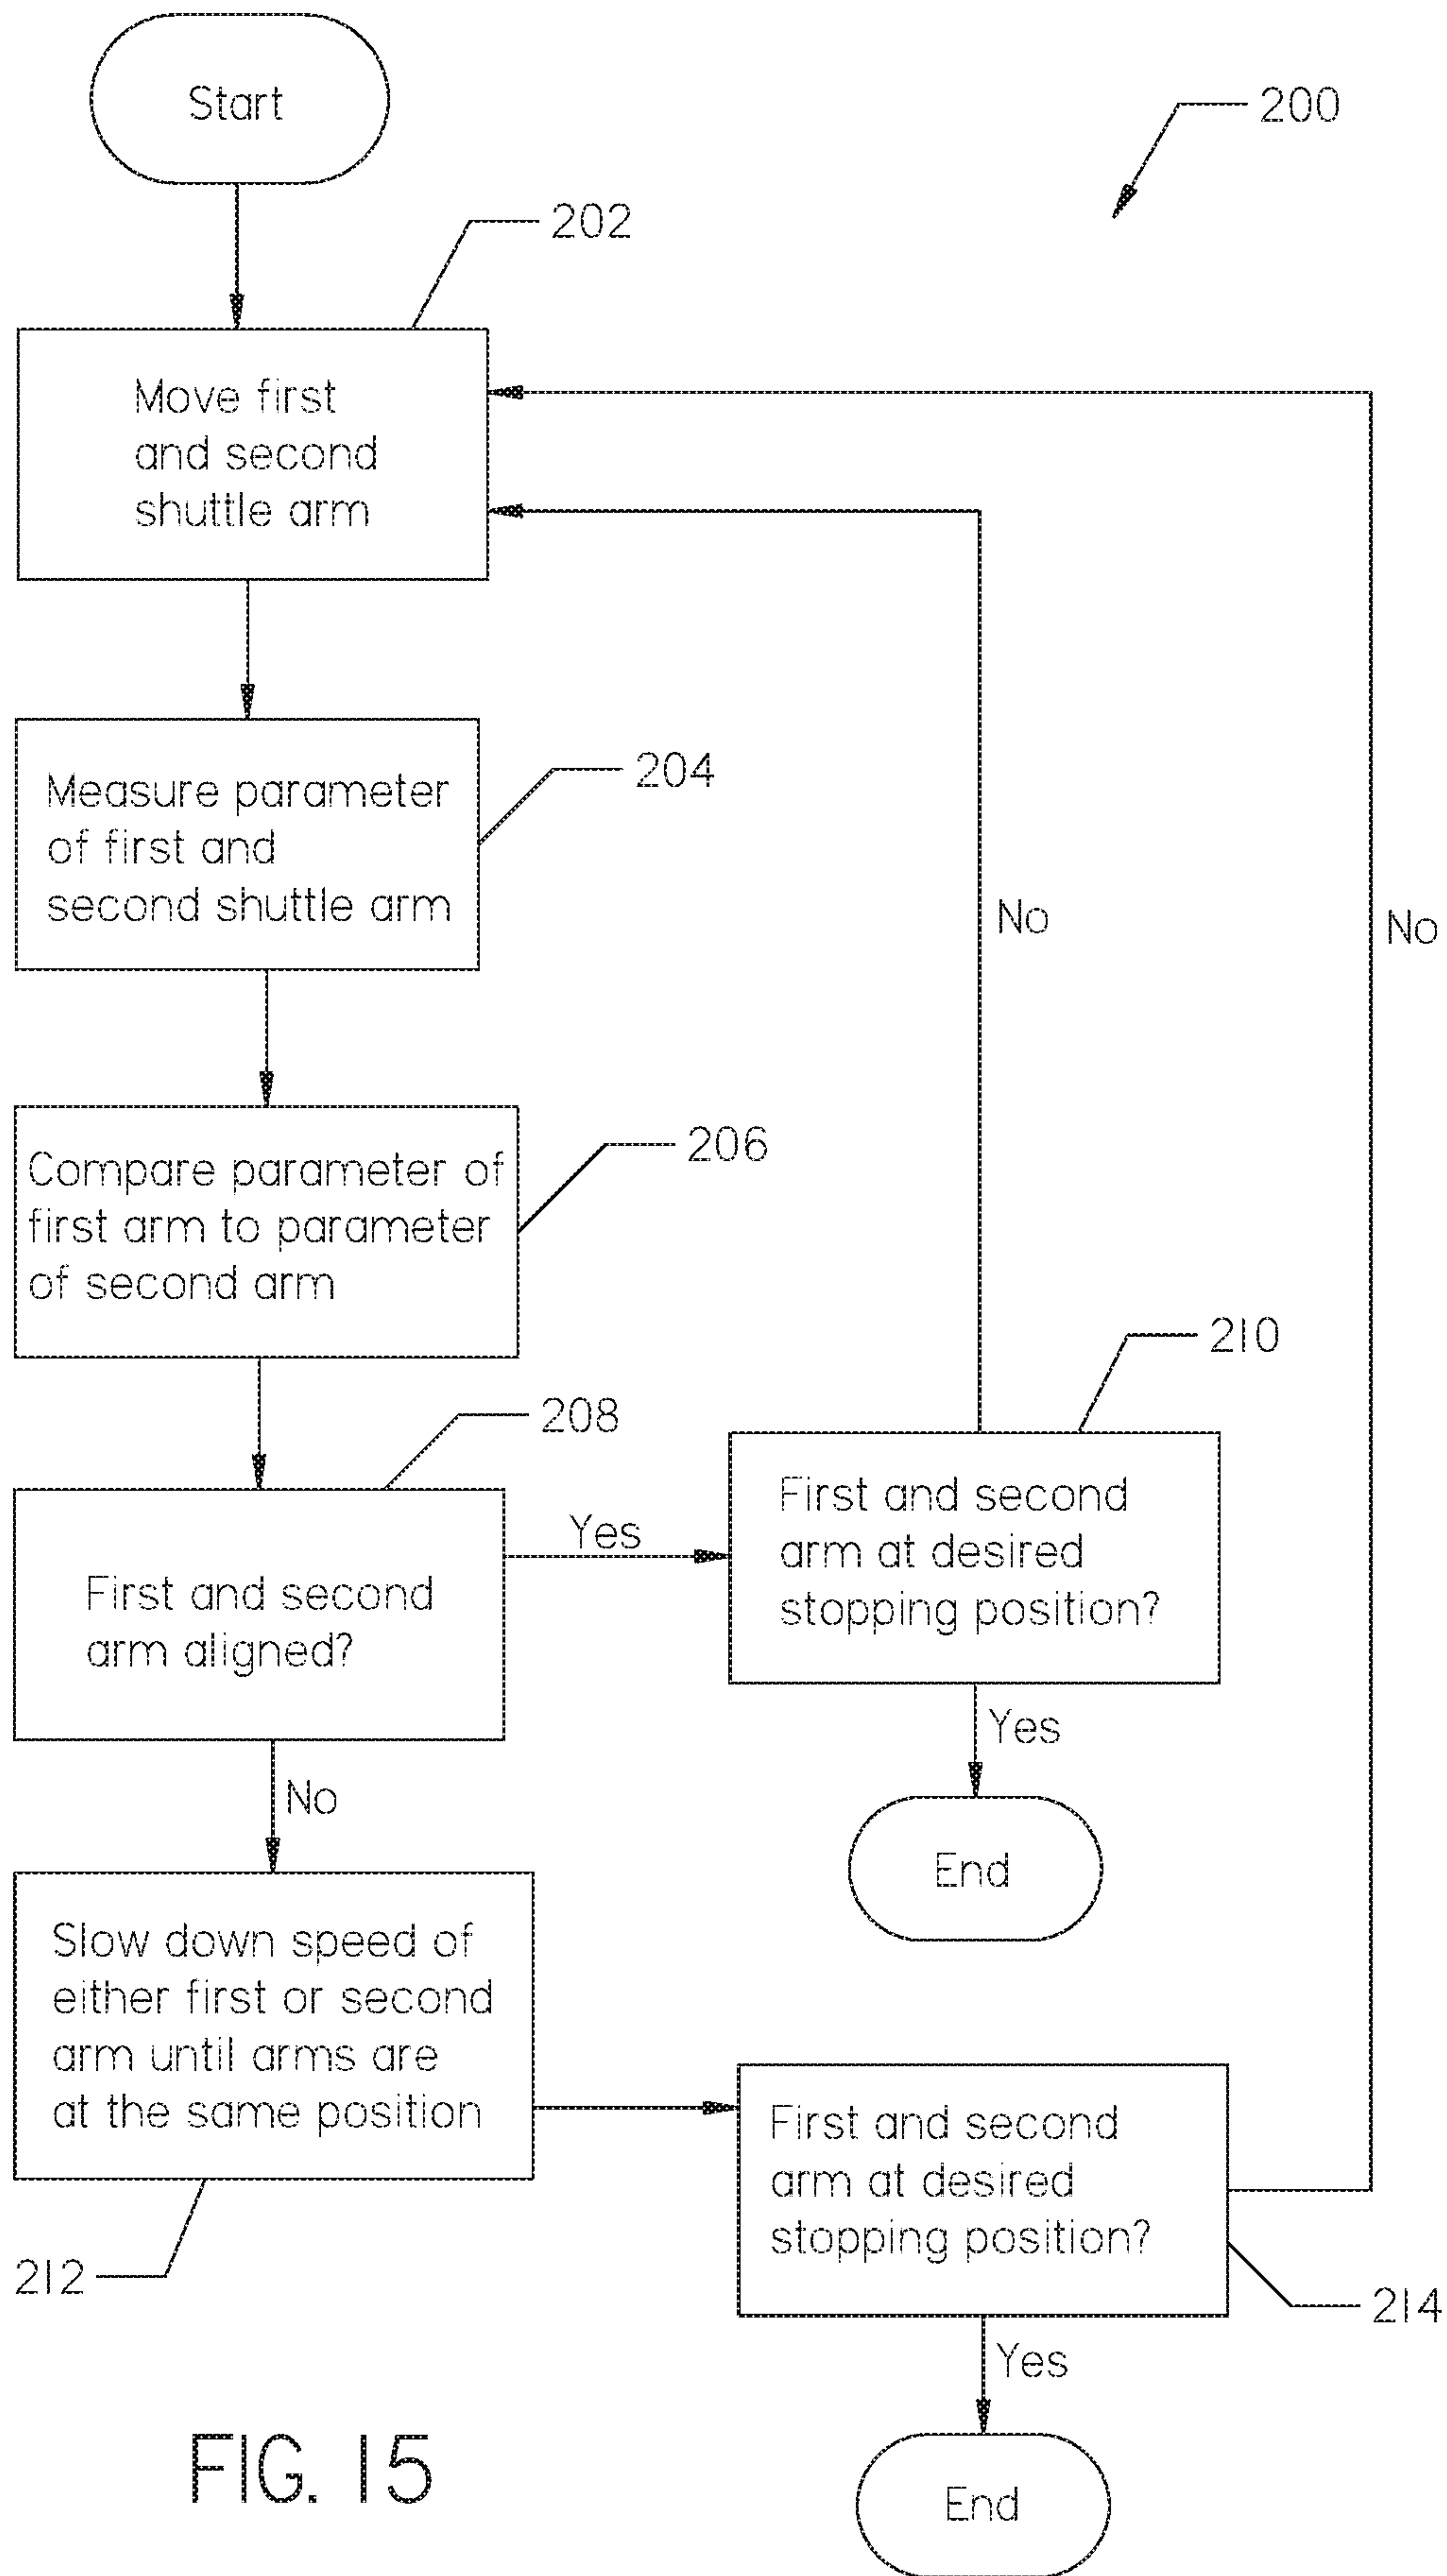 Start
200
202
Move first
and second
shuttle arm
Measure parameter
of first and
second shuttle arm
204
No
No
Compare parameter of
first arm to parameter
of second arm
206
208
210
First and second
arm aligned?
Yes
First and second
arm at desired
stopping position?
Yes
No
End
Slow down speed of
either first or second
arm until arms are
at the same position
212
First and second
arm at desired
stopping position?
214
Yes
End
FIG. 15